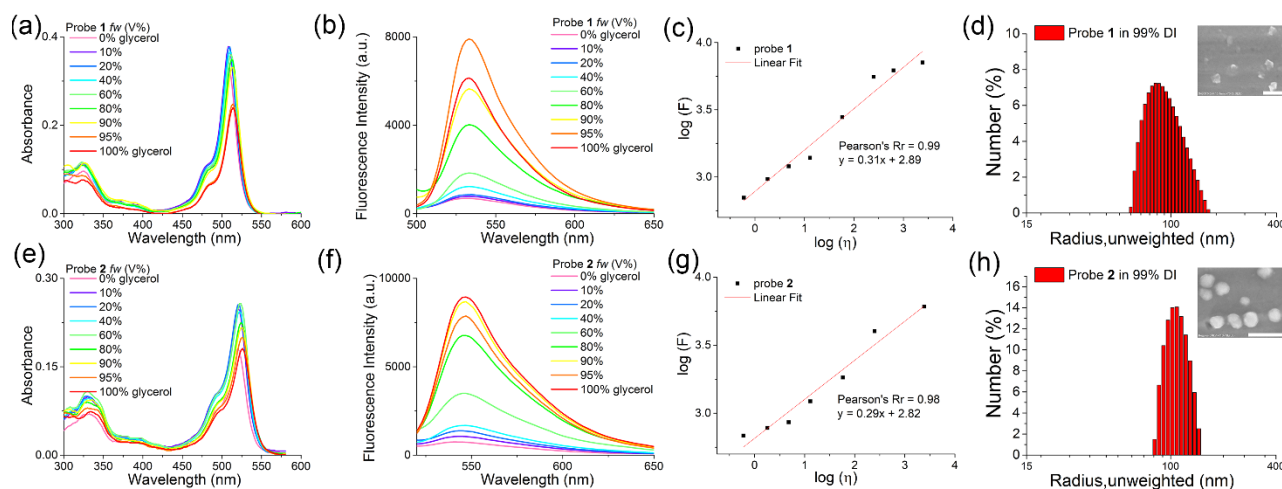 (a)
Probe 1 fw (V%)
0% glycerol
10%
20%
40%
60%
80%
90%
95%
100% glycerol
0.4
0.2
0.0
Absorbance
300 350 400 450 500 550 600
Wavelength (nm)
(b)
Probe 1 fw (V%)
0% glycerol
10%
20%
40%
60%
80%
90%
95%
100% glycerol
8000
4000
0
Fluorescence Intensity (a.u.)
500 550 600 650
Wavelength (nm)
(c)
probe 1
Linear Fit
4.0
3.5
3.0
log (F)
Pearson's Rr = 0.99
y = 0.31x + 2.89
0 1 2 3 4
log (η)
(d)
Probe 1 in 99% DI
10
8
6
4
2
0
Number (%)
15 100 400
Radius,unweighted (nm)
(e)
Probe 2 fw (V%)
0% glycerol
10%
20%
40%
60%
80%
90%
95%
100% glycerol
0.30
0.15
0.00
Absorbance
300 350 400 450 500 550 600
Wavelength (nm)
(f)
Probe 2 fw (V%)
0% glycerol
10%
20%
40%
60%
80%
90%
95%
100% glycerol
10000
7500
5000
2500
0
Fluorescence Intensity (a.u.)
550 600 650
Wavelength (nm)
(g)
probe 2
Linear Fit
4.0
3.5
3.0
log (F)
Pearson's Rr = 0.98
y = 0.29x + 2.82
0 1 2 3 4
log (η)
(h)
Probe 2 in 99% DI
16
14
12
10
8
6
4
2
0
Number (%)
15 100 400
Radius,unweighted (nm)